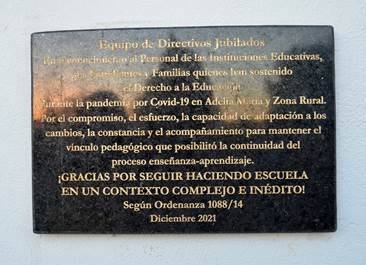 Equipo de Directivos Jubilados
En reconocimiento al Personal de las Instituciones Educativas,
Estudiantes y Familias quienes han sostenido
el Derecho a la Educación
durante la pandemia por Covid-19 en Adelia María y Zona Rural.
Por el compromiso, el esfuerzo, la capacidad de adaptación a los
cambios, la constancia y el acompañamiento para mantener el
vínculo pedagógico que posibilitó la continuidad del
proceso enseñanza-aprendizaje.
¡GRACIAS POR SEGUIR HACIENDO ESCUELA
EN UN CONTEXTO COMPLEJO E INÉDITO!
Según Ordenanza 1088/14
Diciembre 2021